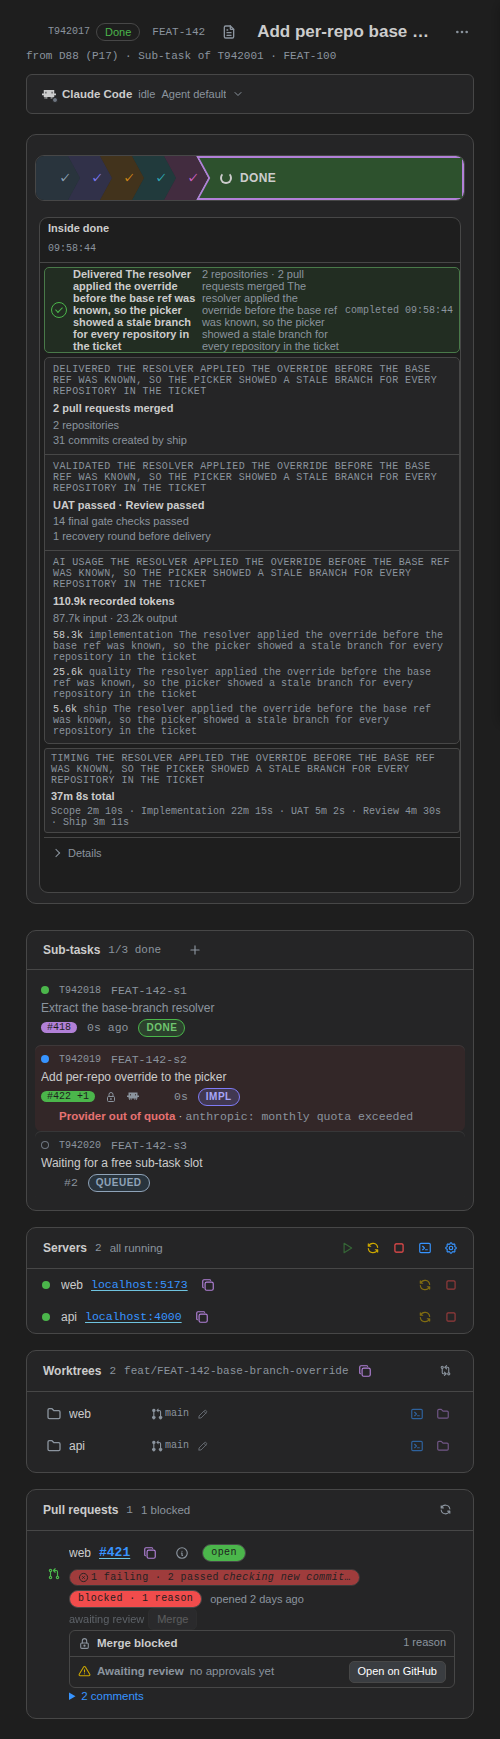 T942017 Done FEAT-142 Add per-repo base …
from D88 (P17) · Sub-task of T942001 · FEAT-100
Claude Code idle Agent default
DONE
Inside done
09:58:44
Delivered The resolver applied the override before the base ref was known, so the picker showed a stale branch for every repository in the ticket
2 repositories · 2 pull requests merged The resolver applied the override before the base ref was known, so the picker showed a stale branch for every repository in the ticket
completed 09:58:44
DELIVERED THE RESOLVER APPLIED THE OVERRIDE BEFORE THE BASE
REF WAS KNOWN, SO THE PICKER SHOWED A STALE BRANCH FOR EVERY
REPOSITORY IN THE TICKET
2 pull requests merged
2 repositories
31 commits created by ship
VALIDATED THE RESOLVER APPLIED THE OVERRIDE BEFORE THE BASE
REF WAS KNOWN, SO THE PICKER SHOWED A STALE BRANCH FOR EVERY
REPOSITORY IN THE TICKET
UAT passed · Review passed
14 final gate checks passed
1 recovery round before delivery
AI USAGE THE RESOLVER APPLIED THE OVERRIDE BEFORE THE BASE REF
WAS KNOWN, SO THE PICKER SHOWED A STALE BRANCH FOR EVERY
REPOSITORY IN THE TICKET
110.9k recorded tokens
87.7k input · 23.2k output
58.3k implementation The resolver applied the override before the
base ref was known, so the picker showed a stale branch for every
repository in the ticket
25.6k quality The resolver applied the override before the base
ref was known, so the picker showed a stale branch for every
repository in the ticket
5.6k ship The resolver applied the override before the base ref
was known, so the picker showed a stale branch for every
repository in the ticket
TIMING THE RESOLVER APPLIED THE OVERRIDE BEFORE THE BASE REF
WAS KNOWN, SO THE PICKER SHOWED A STALE BRANCH FOR EVERY
REPOSITORY IN THE TICKET
37m 8s total
Scope 2m 10s · Implementation 22m 15s · UAT 5m 2s · Review 4m 30s
· Ship 3m 11s
Details
Sub-tasks 1/3 done
T942018 FEAT-142-s1
Extract the base-branch resolver
#418 0s ago DONE
T942019 FEAT-142-s2
Add per-repo override to the picker
#422 +1 0s IMPL
Provider out of quota · anthropic: monthly quota exceeded
T942020 FEAT-142-s3
Waiting for a free sub-task slot
#2 QUEUED
Servers 2 all running
web localhost:5173
api localhost:4000
Worktrees 2 feat/FEAT-142-base-branch-override
web main
api main
Pull requests 1 1 blocked
web #421 open
1 failing · 2 passed checking new commit…
blocked · 1 reason opened 2 days ago
awaiting review Merge
Merge blocked 1 reason
Awaiting review no approvals yet Open on GitHub
2 comments